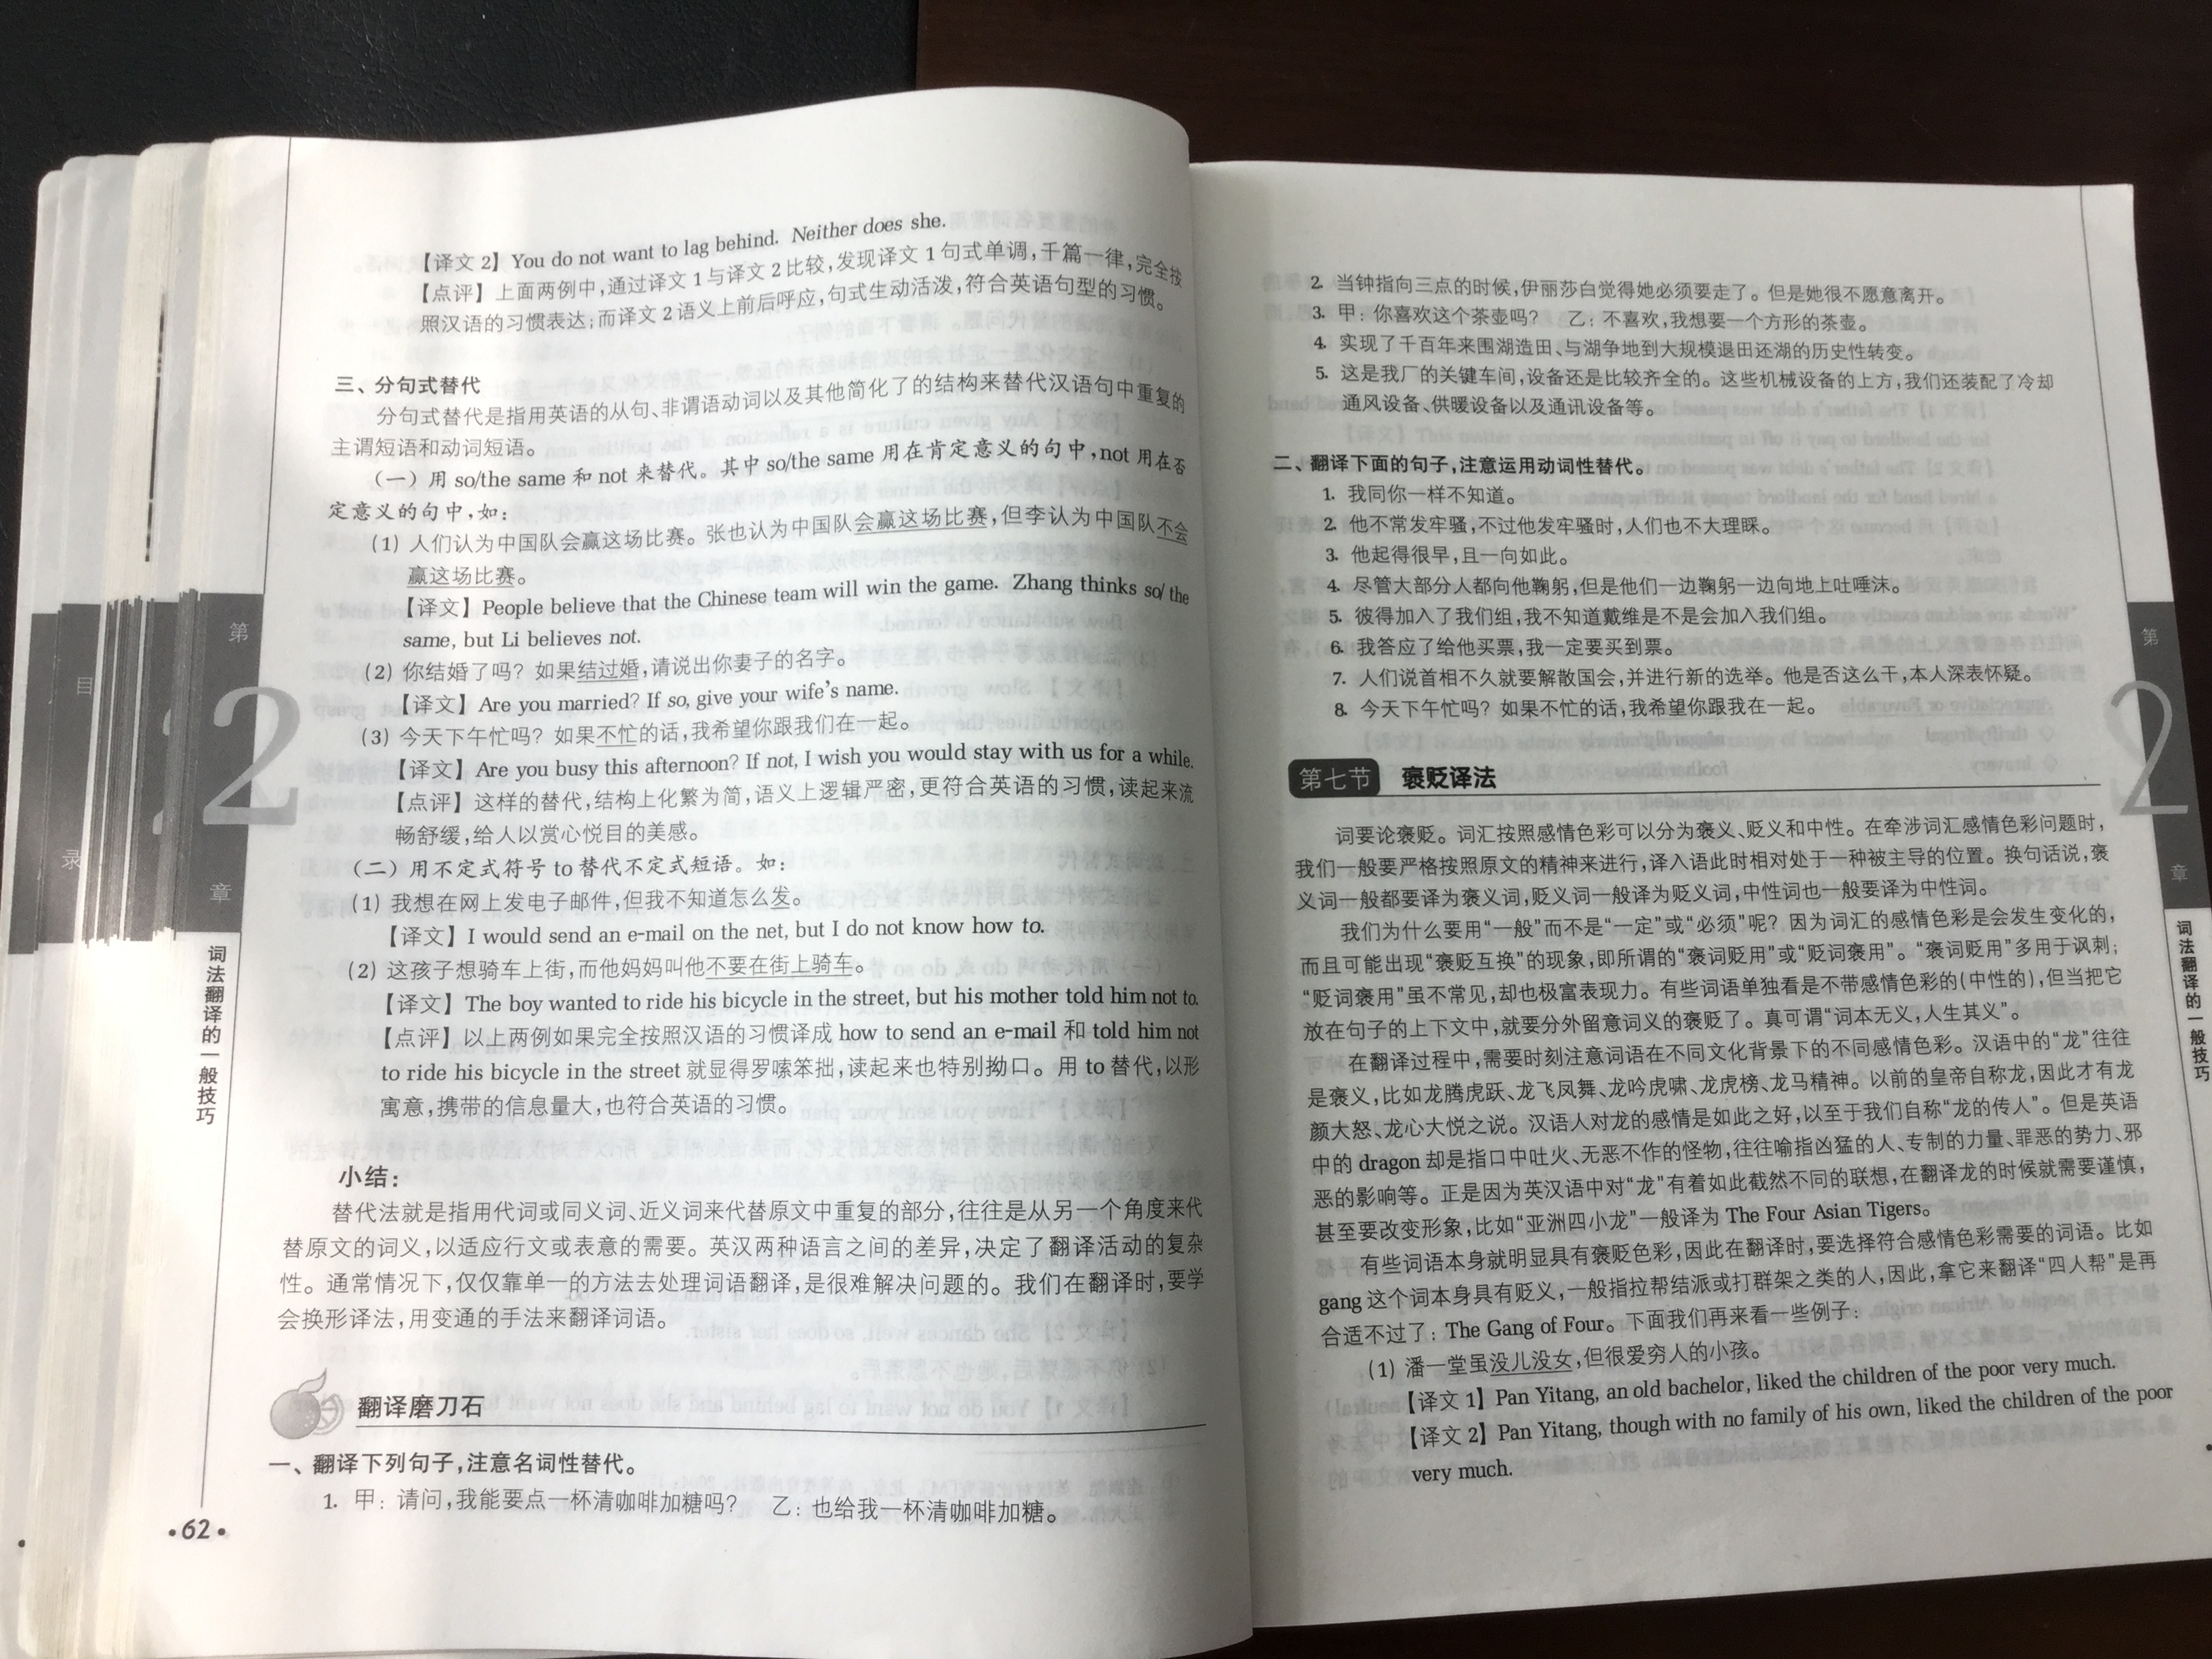 【译文 2】You do not want to lag behind. Neither does she.
【点评】上面两例中,通过译文 1 与译文 2 比较,发现译文 1 句式单调,千篇一律,完全按
照汉语的习惯表达;而译文 2 语义上前后呼应,句式生动活泼,符合英语句型的习惯。
三、分句式替代
分句式替代是指用英语的从句、非谓语动词以及其他简化了的结构来替代汉语句中重复的
主谓短语和动词短语。
(一) 用 so/the same 和 not 来替代。其中 so/the same 用在肯定意义的句中,not 用在否
定意义的句中,如:
(1) 人们认为中国队会赢这场比赛。张也认为中国队会赢这场比赛,但李认为中国队不会
赢这场比赛。
【译文】People believe that the Chinese team will win the game. Zhang thinks so/the
same, but Li believes not.
(2) 你结婚了吗? 如果结过婚,请说出你妻子的名字。
【译文】Are you married? If so, give your wife's name.
(3) 今天下午忙吗? 如果不忙的话,我希望你跟我们在一起。
【译文】Are you busy this afternoon? If not, I wish you would stay with us for a while.
【点评】这样的替代,结构上化繁为简,语义上逻辑严密,更符合英语的习惯,读起来流
畅舒缓,给人以赏心悦目的美感。
(二) 用不定式符号 to 替代不定式短语。如:
(1) 我想在网上发电子邮件,但我不知道怎么发。
【译文】I would send an e-mail on the net, but I do not know how to.
(2) 这孩子想骑车上街,而他妈妈叫他不要在街上骑车。
【译文】The boy wanted to ride his bicycle in the street, but his mother told him not to.
【点评】以上两例如果完全按照汉语的习惯译成 how to send an e-mail 和 told him not
to ride his bicycle in the street 就显得罗嗦笨拙,读起来也特别拗口。用 to 替代,以形
寓意,携带的信息量大,也符合英语的习惯。
小结:
替代法就是指用代词或同义词、近义词来代替原文中重复的部分,往往是从另一个角度来代
替原文的词义,以适应行文或表意的需要。英汉两种语言之间的差异,决定了翻译活动的复杂
性。通常情况下,仅仅靠单一的方法去处理词语翻译,是很难解决问题的。我们在翻译时,要学
会换形译法,用变通的手法来翻译词语。
翻译磨刀石
一、翻译下列句子,注意名词性替代。
1. 甲: 请问,我能要点一杯清咖啡加糖吗? 乙: 也给我一杯清咖啡加糖。
·62·
第
2
章
词法翻译的一般技巧
目
录
2. 当钟指向三点的时候,伊丽莎白觉得她必须要走了。但是她很不愿意离开。
3. 甲: 你喜欢这个茶壶吗? 乙: 不喜欢,我想要一个方形的茶壶。
4. 实现了千百年来围湖造田、与湖争地到大规模退田还湖的历史性转变。
5. 这是我厂的关键车间,设备还是比较齐全的。这些机械设备的上方,我们还装配了冷却
通风设备、供暖设备以及通讯设备等。
二、翻译下面的句子,注意运用动词性替代。
1. 我同你一样不知道。
2. 他不常发牢骚,不过他发牢骚时,人们也不大理睬。
3. 他起得很早,且一向如此。
4. 尽管大部分人都向他鞠躬,但是他们一边鞠躬一边向地上吐唾沫。
5. 彼得加入了我们组,我不知道戴维是不是会加入我们组。
6. 我答应了给他买票,我一定要买到票。
7. 人们说首相不久就要解散国会,并进行新的选举。他是否这么干,本人深表怀疑。
8. 今天下午忙吗? 如果不忙的话,我希望你跟我在一起。
第七节 褒贬译法
词要论褒贬。词汇按照感情色彩可以分为褒义、贬义和中性。在牵涉词汇感情色彩问题时,
我们一般要严格按照原文的精神来进行,译入语此时相对处于一种被主导的位置。换句话说,褒
义词一般都要译为褒义词,贬义词一般译为贬义词,中性词也一般要译为中性词。
我们为什么要用"一般"而不是"一定"或"必须"呢? 因为词汇的感情色彩是会发生变化的,
而且可能出现"褒贬互换"的现象,即所谓的"褒词贬用"或"贬词褒用"。"褒词贬用"多用于讽刺;
"贬词褒用"虽不常见,却也极富表现力。有些词语单独看是不带感情色彩的(中性的),但当把它
放在句子的上下文中,就要分外留意词义的褒贬了。真可谓"词本无义,人生其义"。
在翻译过程中,需要时刻注意词语在不同文化背景下的不同感情色彩。汉语中的"龙"往往
是褒义,比如龙腾虎跃、龙飞凤舞、龙吟虎啸、龙虎榜、龙马精神。以前的皇帝自称龙,因此才有龙
颜大怒、龙心大悦之说。汉语人对龙的感情是如此之好,以至于我们自称"龙的传人"。但是英语
中的 dragon 却是指口中吐火、无恶不作的怪物,往往喻指凶猛的人、专制的力量、罪恶的势力、邪
恶的影响等。正是因为英汉语中对"龙"有着如此截然不同的联想,在翻译龙的时候就需要谨慎,
甚至要改变形象,比如"亚洲四小龙"一般译为 The Four Asian Tigers。
有些词语本身就明显具有褒贬色彩,因此在翻译时,要选择符合感情色彩需要的词语。比如
gang 这个词本身具有贬义,一般指拉帮结派或打群架之类的人,因此,拿它来翻译"四人帮"是再
合适不过了: The Gang of Four。下面我们再来看一些例子:
(1) 潘一堂里没儿没女,但很爱穷人的小孩。
【译文 1】Pan Yitang, an old bachelor, liked the children of the poor very much.
【译文 2】Pan Yitang, though with no family of his own, liked the children of the poor
very much.
第
2
章
词法翻译的一般技巧